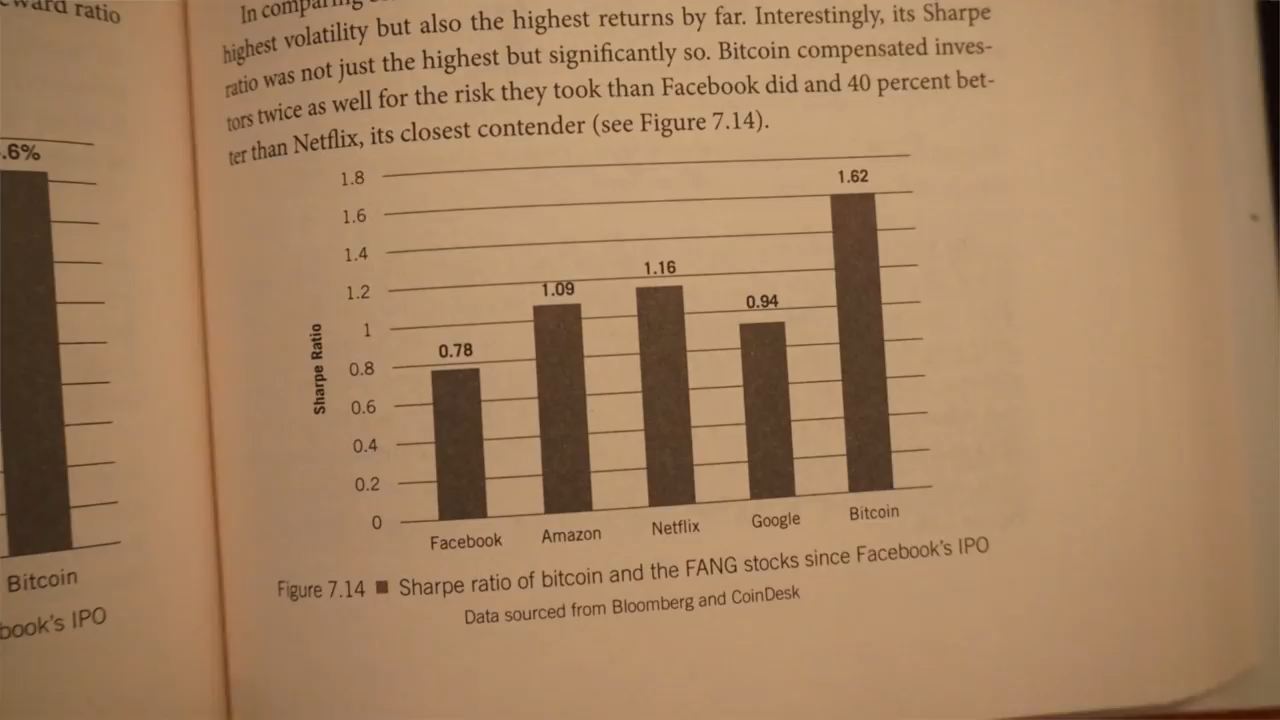 ward ratio
.6%
Bitcoin
book's IPO
In comparing
highest volatility but also the highest returns by far. Interestingly, its Sharpe
ratio was not just the highest but significantly so. Bitcoin compensated inves-
tors twice as well for the risk they took than Facebook did and 40 percent bet-
ter than Netflix, its closest contender (see Figure 7.14).
Sharpe Ratio
1.8
1.6
1.4
1.2
1
0.8
0.6
0.4
0.2
0
0.78
1.09
1.16
0.94
1.62
Facebook
Amazon
Netflix
Google
Bitcoin
Figure 7.14 ■ Sharpe ratio of bitcoin and the FANG stocks since Facebook's IPO
Data sourced from Bloomberg and CoinDesk